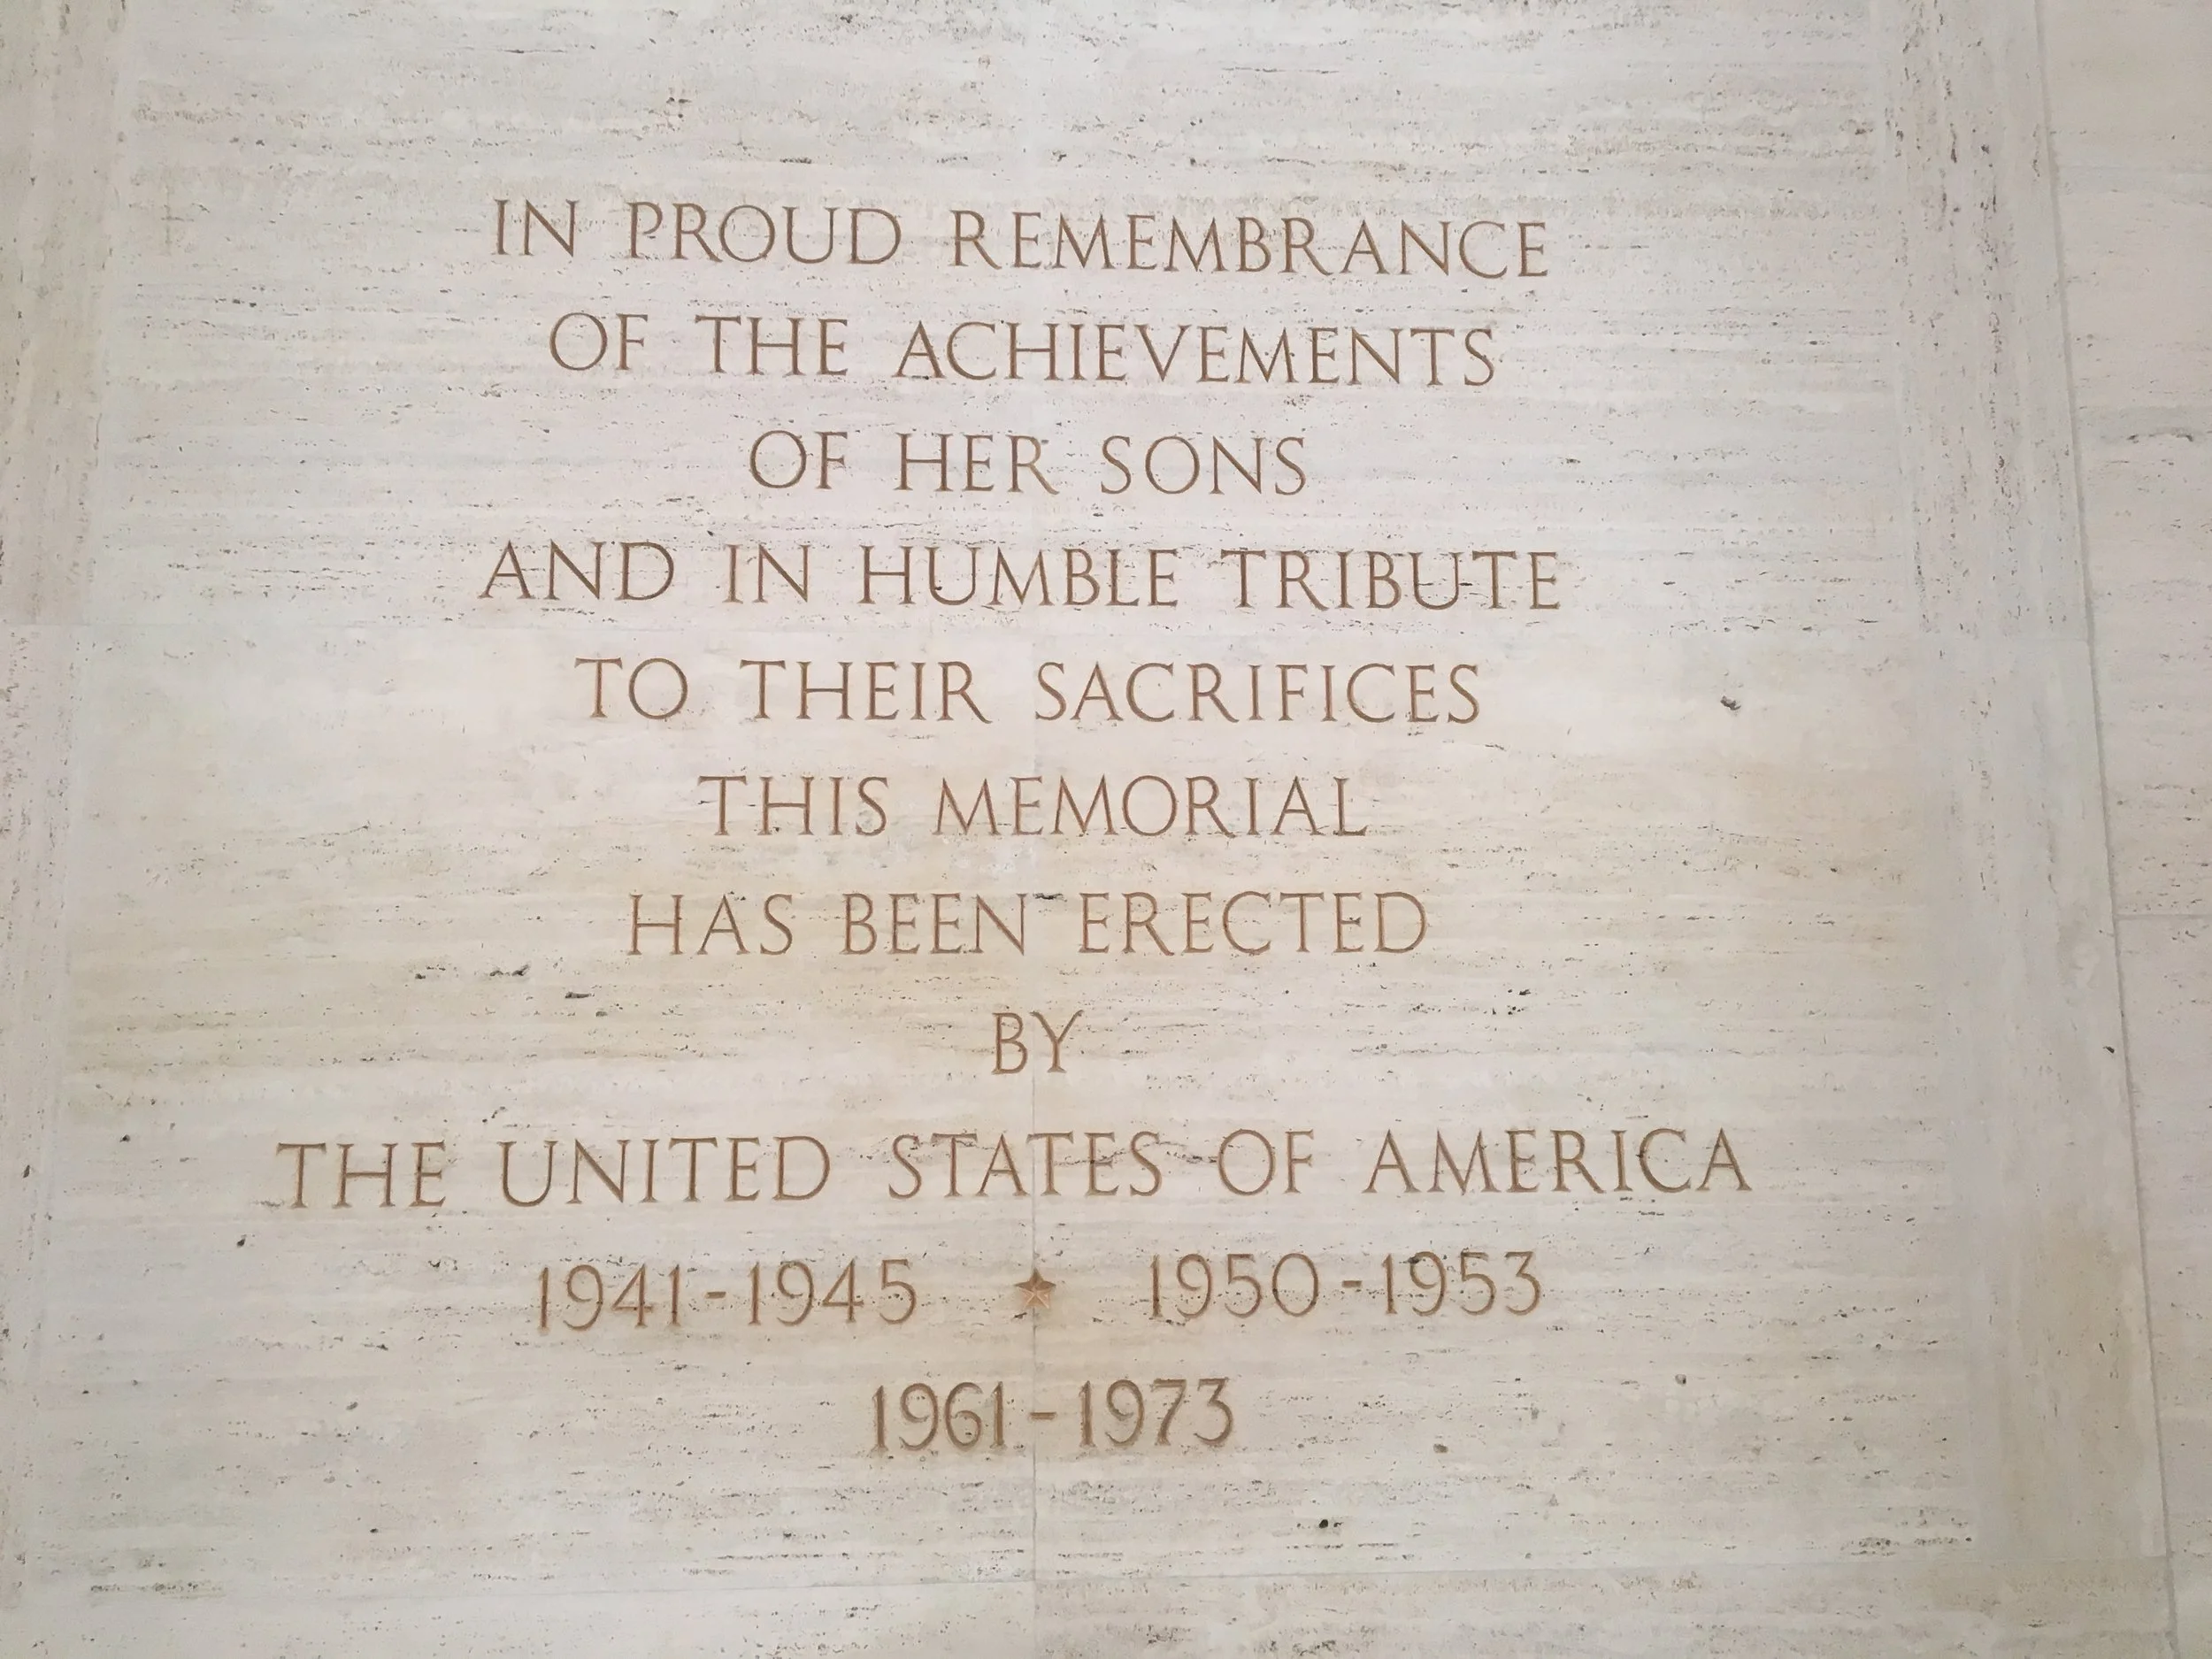 IN PROUD REMEMBRANCE
OF THE ACHIEVEMENTS
OF HER SONS
AND IN HUMBLE TRIBUTE
TO THEIR SACRIFICES
THIS MEMORIAL
HAS BEEN ERECTED
BY
THE UNITED STATES OF AMERICA
1941-1945 ★ 1950-1953
1961-1973